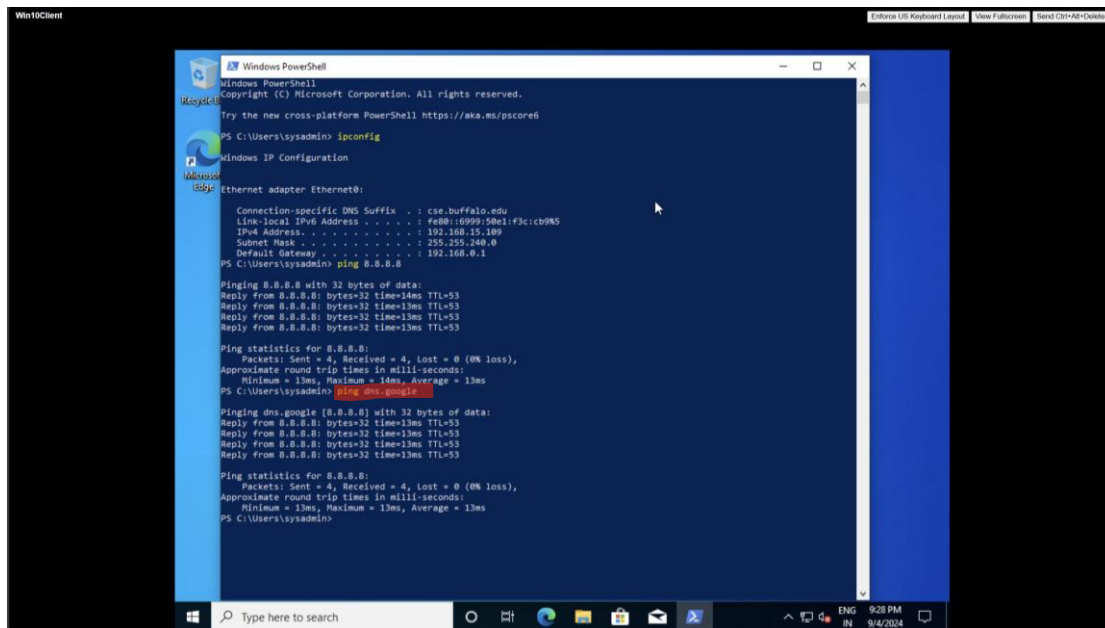 Win10Client
Enforce US Keyboard Layout
View Fullscreen
Send Ctrl+Alt+Delete
Recycle B
Microsof
Edge
Windows PowerShell
Windows PowerShell
Copyright (C) Microsoft Corporation. All rights reserved.
Try the new cross-platform PowerShell https://aka.ms/pscore6
PS C:\Users\sysadmin> ipconfig
Windows IP Configuration
Ethernet adapter Ethernet0:
Connection-specific DNS Suffix . : cse.buffalo.edu
Link-local IPv6 Address . . . . . : fe80::6999:50e1:f3c:cb9%5
IPv4 Address. . . . . . . . . . . : 192.168.15.109
Subnet Mask . . . . . . . . . . . : 255.255.240.0
Default Gateway . . . . . . . . . : 192.168.0.1
PS C:\Users\sysadmin> ping 8.8.8.8
Pinging 8.8.8.8 with 32 bytes of data:
Reply from 8.8.8.8: bytes=32 time=14ms TTL=53
Reply from 8.8.8.8: bytes=32 time=13ms TTL=53
Reply from 8.8.8.8: bytes=32 time=13ms TTL=53
Reply from 8.8.8.8: bytes=32 time=13ms TTL=53
Ping statistics for 8.8.8.8:
Packets: Sent = 4, Received = 4, Lost = 0 (0% loss),
Approximate round trip times in milli-seconds:
Minimum = 13ms, Maximum = 14ms, Average = 13ms
PS C:\Users\sysadmin> ping dns.google
Pinging dns.google [8.8.8.8] with 32 bytes of data:
Reply from 8.8.8.8: bytes=32 time=13ms TTL=53
Reply from 8.8.8.8: bytes=32 time=13ms TTL=53
Reply from 8.8.8.8: bytes=32 time=13ms TTL=53
Reply from 8.8.8.8: bytes=32 time=13ms TTL=53
Ping statistics for 8.8.8.8:
Packets: Sent = 4, Received = 4, Lost = 0 (0% loss),
Approximate round trip times in milli-seconds:
Minimum = 13ms, Maximum = 13ms, Average = 13ms
PS C:\Users\sysadmin>
Type here to search
ENG
IN
9:28 PM
9/4/2024